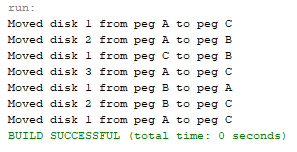 run:
Moved disk 1 from peg A to peg C
Moved disk 2 from peg A to peg B
Moved disk 1 from peg C to peg B
Moved disk 3 from peg A to peg C
Moved disk 1 from peg B to peg A
Moved disk 2 from peg B to peg C
Moved disk 1 from peg A to peg C
BUILD SUCCESSFUL (total time: 0 seconds)